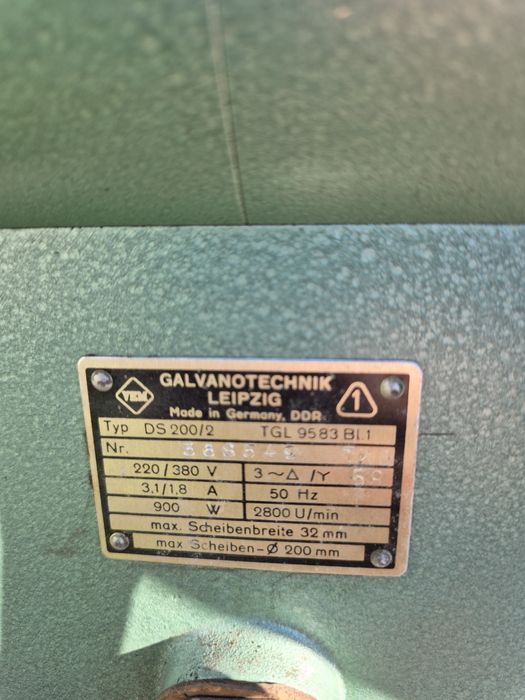 VEM GALVANOTECHNIK 1
LEIPZIG
Made in Germany, DDR
Typ DS 200/2 TGL 9583 Bl.1
Nr.
220/380 V 3~Δ/Y
3,1/1,8 A 50 Hz
900 W 2800 U/min
max. Scheibenbreite 32 mm
max Scheiben-Ø 200 mm